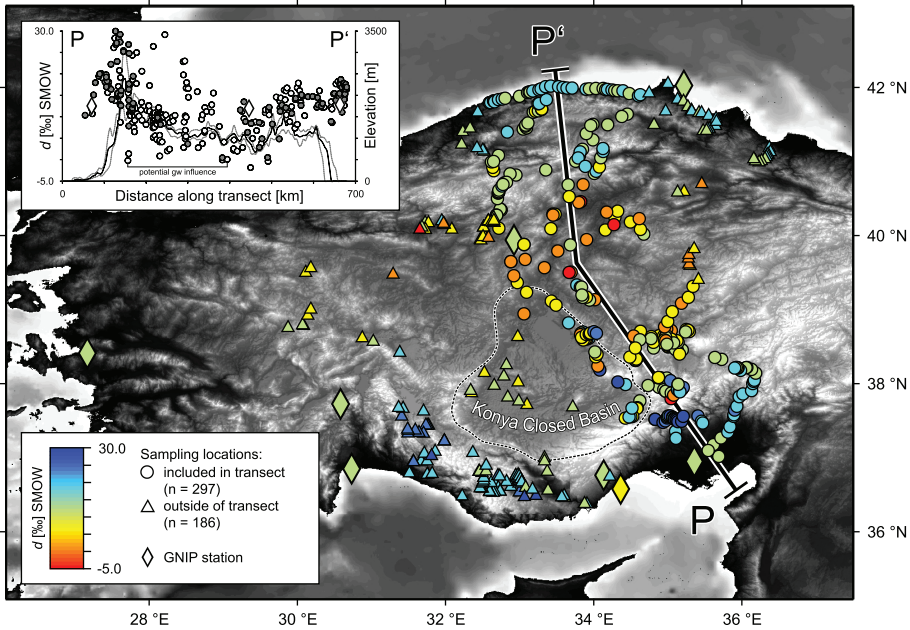 30.0
P
P‘
3500
d [‰] SMOW
Elevation [m]
potential gw influence
-5.0
0
0
Distance along transect [km]
700
P‘
42 °N
40 °N
38 °N
36 °N
Konya Closed Basin
P
30.0
d [‰] SMOW
-5.0
Sampling locations:
included in transect
(n = 297)
outside of transect
(n = 186)
GNIP station
28 °E
30 °E
32 °E
34 °E
36 °E